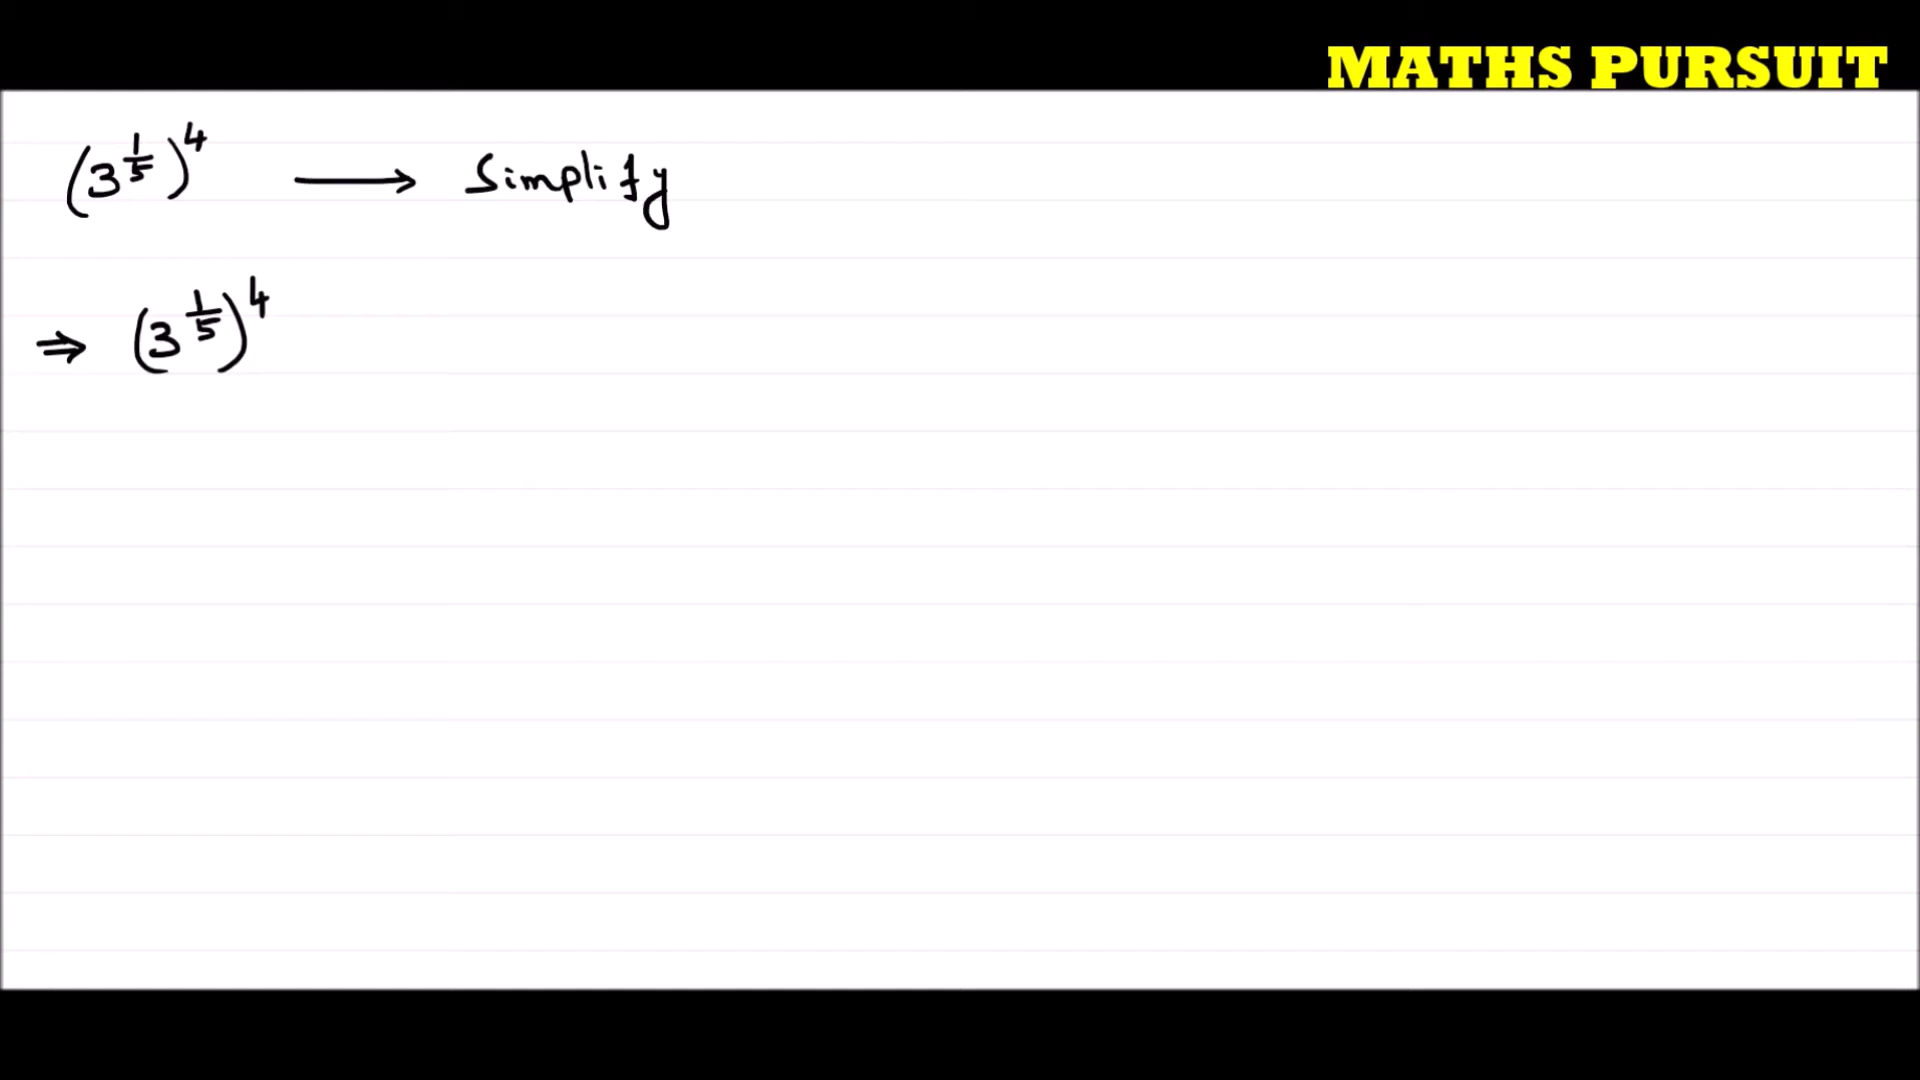 MATHS PURSUIT
(3^{1/5})^4 ⟶ Simplify
⇒ (3^{1/5})^4